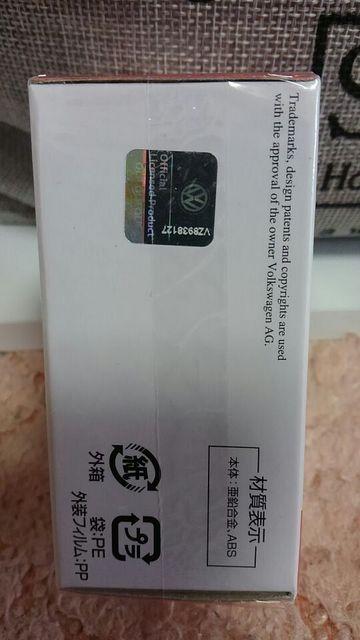 Trademarks, design patents and copyrights are used
with the approval of the owner Volkswagen AG.
Official
Licensed Product
VZ8938127
材質表示
本体:亜鉛合金、ABS
紙
外箱
プラ
袋:PE
外装フィルム:PP